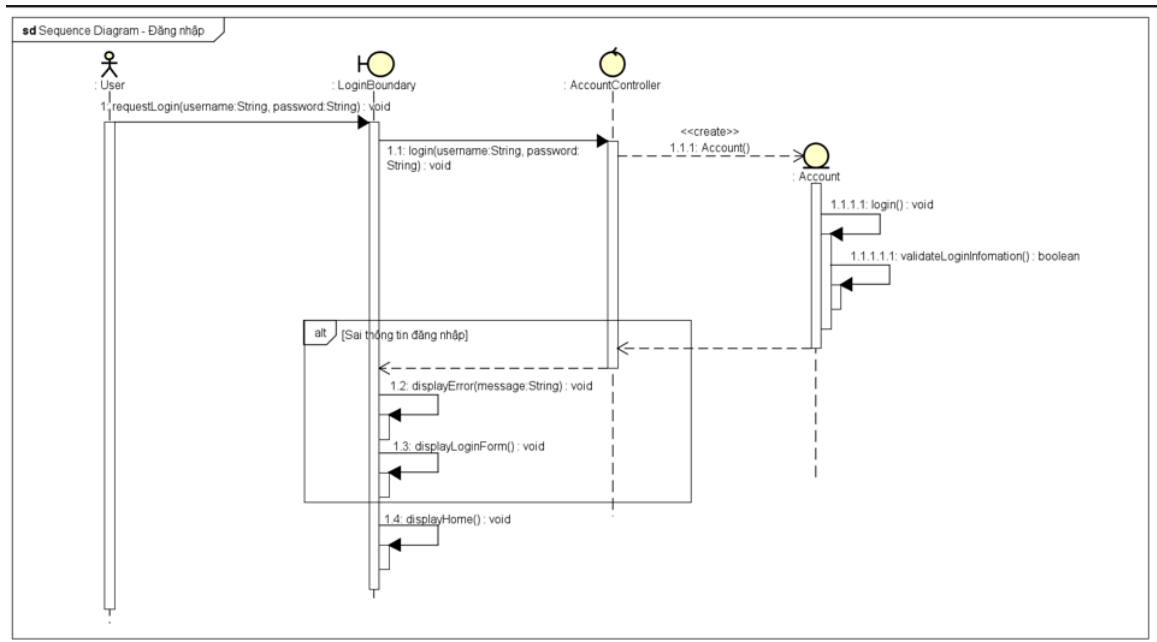 sd Sequence Diagram - Đăng nhập
: User
: LoginBoundary
: AccountController
1: requestLogin(username:String, password:String) : void
<<create>>
1.1.1: Account()
1.1: login(username:String, password:
String) : void
: Account
1.1.1.1: login() : void
1.1.1.1.1: validateLoginInfomation() : boolean
alt [Sai thông tin đăng nhập]
1.2: displayError(message:String) : void
1.3: displayLoginForm() : void
1.4: displayHome() : void